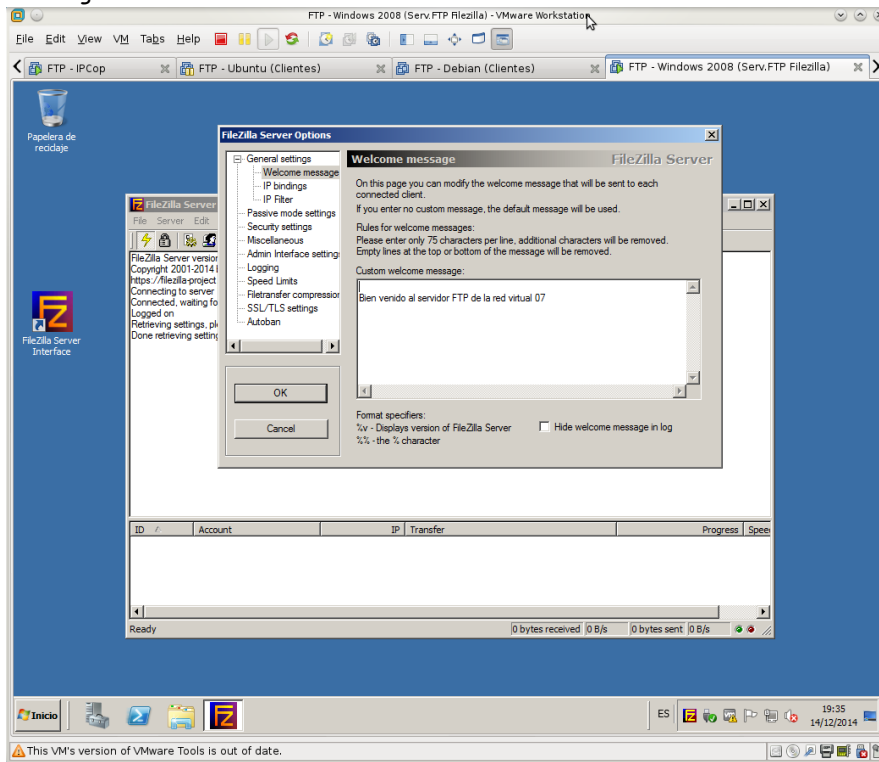 FTP - Windows 2008 (Serv.FTP Filezilla) - VMware Workstation
File Edit View VM Tabs Help
FTP - IPCop
FTP - Ubuntu (Clientes)
FTP - Debian (Clientes)
FTP - Windows 2008 (Serv.FTP Filezilla)
Papelera de
reciclaje
FileZilla Server Options
General settings
Welcome message
IP bindings
IP Filter
Passive mode settings
Security settings
Miscellaneous
Admin Interface settings
Logging
Speed Limits
Filetransfer compression
SSL/TLS settings
Autoban
OK
Cancel
Welcome message
FileZilla Server
On this page you can modify the welcome message that will be sent to each
connected client.
If you enter no custom message, the default message will be used.
Rules for welcome messages:
Please enter only 75 characters per line, additional characters will be removed.
Empty lines at the top or bottom of the message will be removed.
Custom welcome message:
Bien venido al servidor FTP de la red virtual 07
Format specifiers:
%v - Displays version of FileZilla Server
%% - the % character
Hide welcome message in log
FileZilla Server
File Server Edit
FileZilla Server version
Copyright 2001-2014
https://filezilla-project
Connecting to server
Connected, waiting fo
Logged on
Retrieving settings, pl
Done retrieving setting
FileZilla Server
Interface
ID Account IP Transfer Progress Spee
Ready
0 bytes received 0 B/s 0 bytes sent 0 B/s
Inicio
ES
19:35
14/12/2014
This VM's version of VMware Tools is out of date.